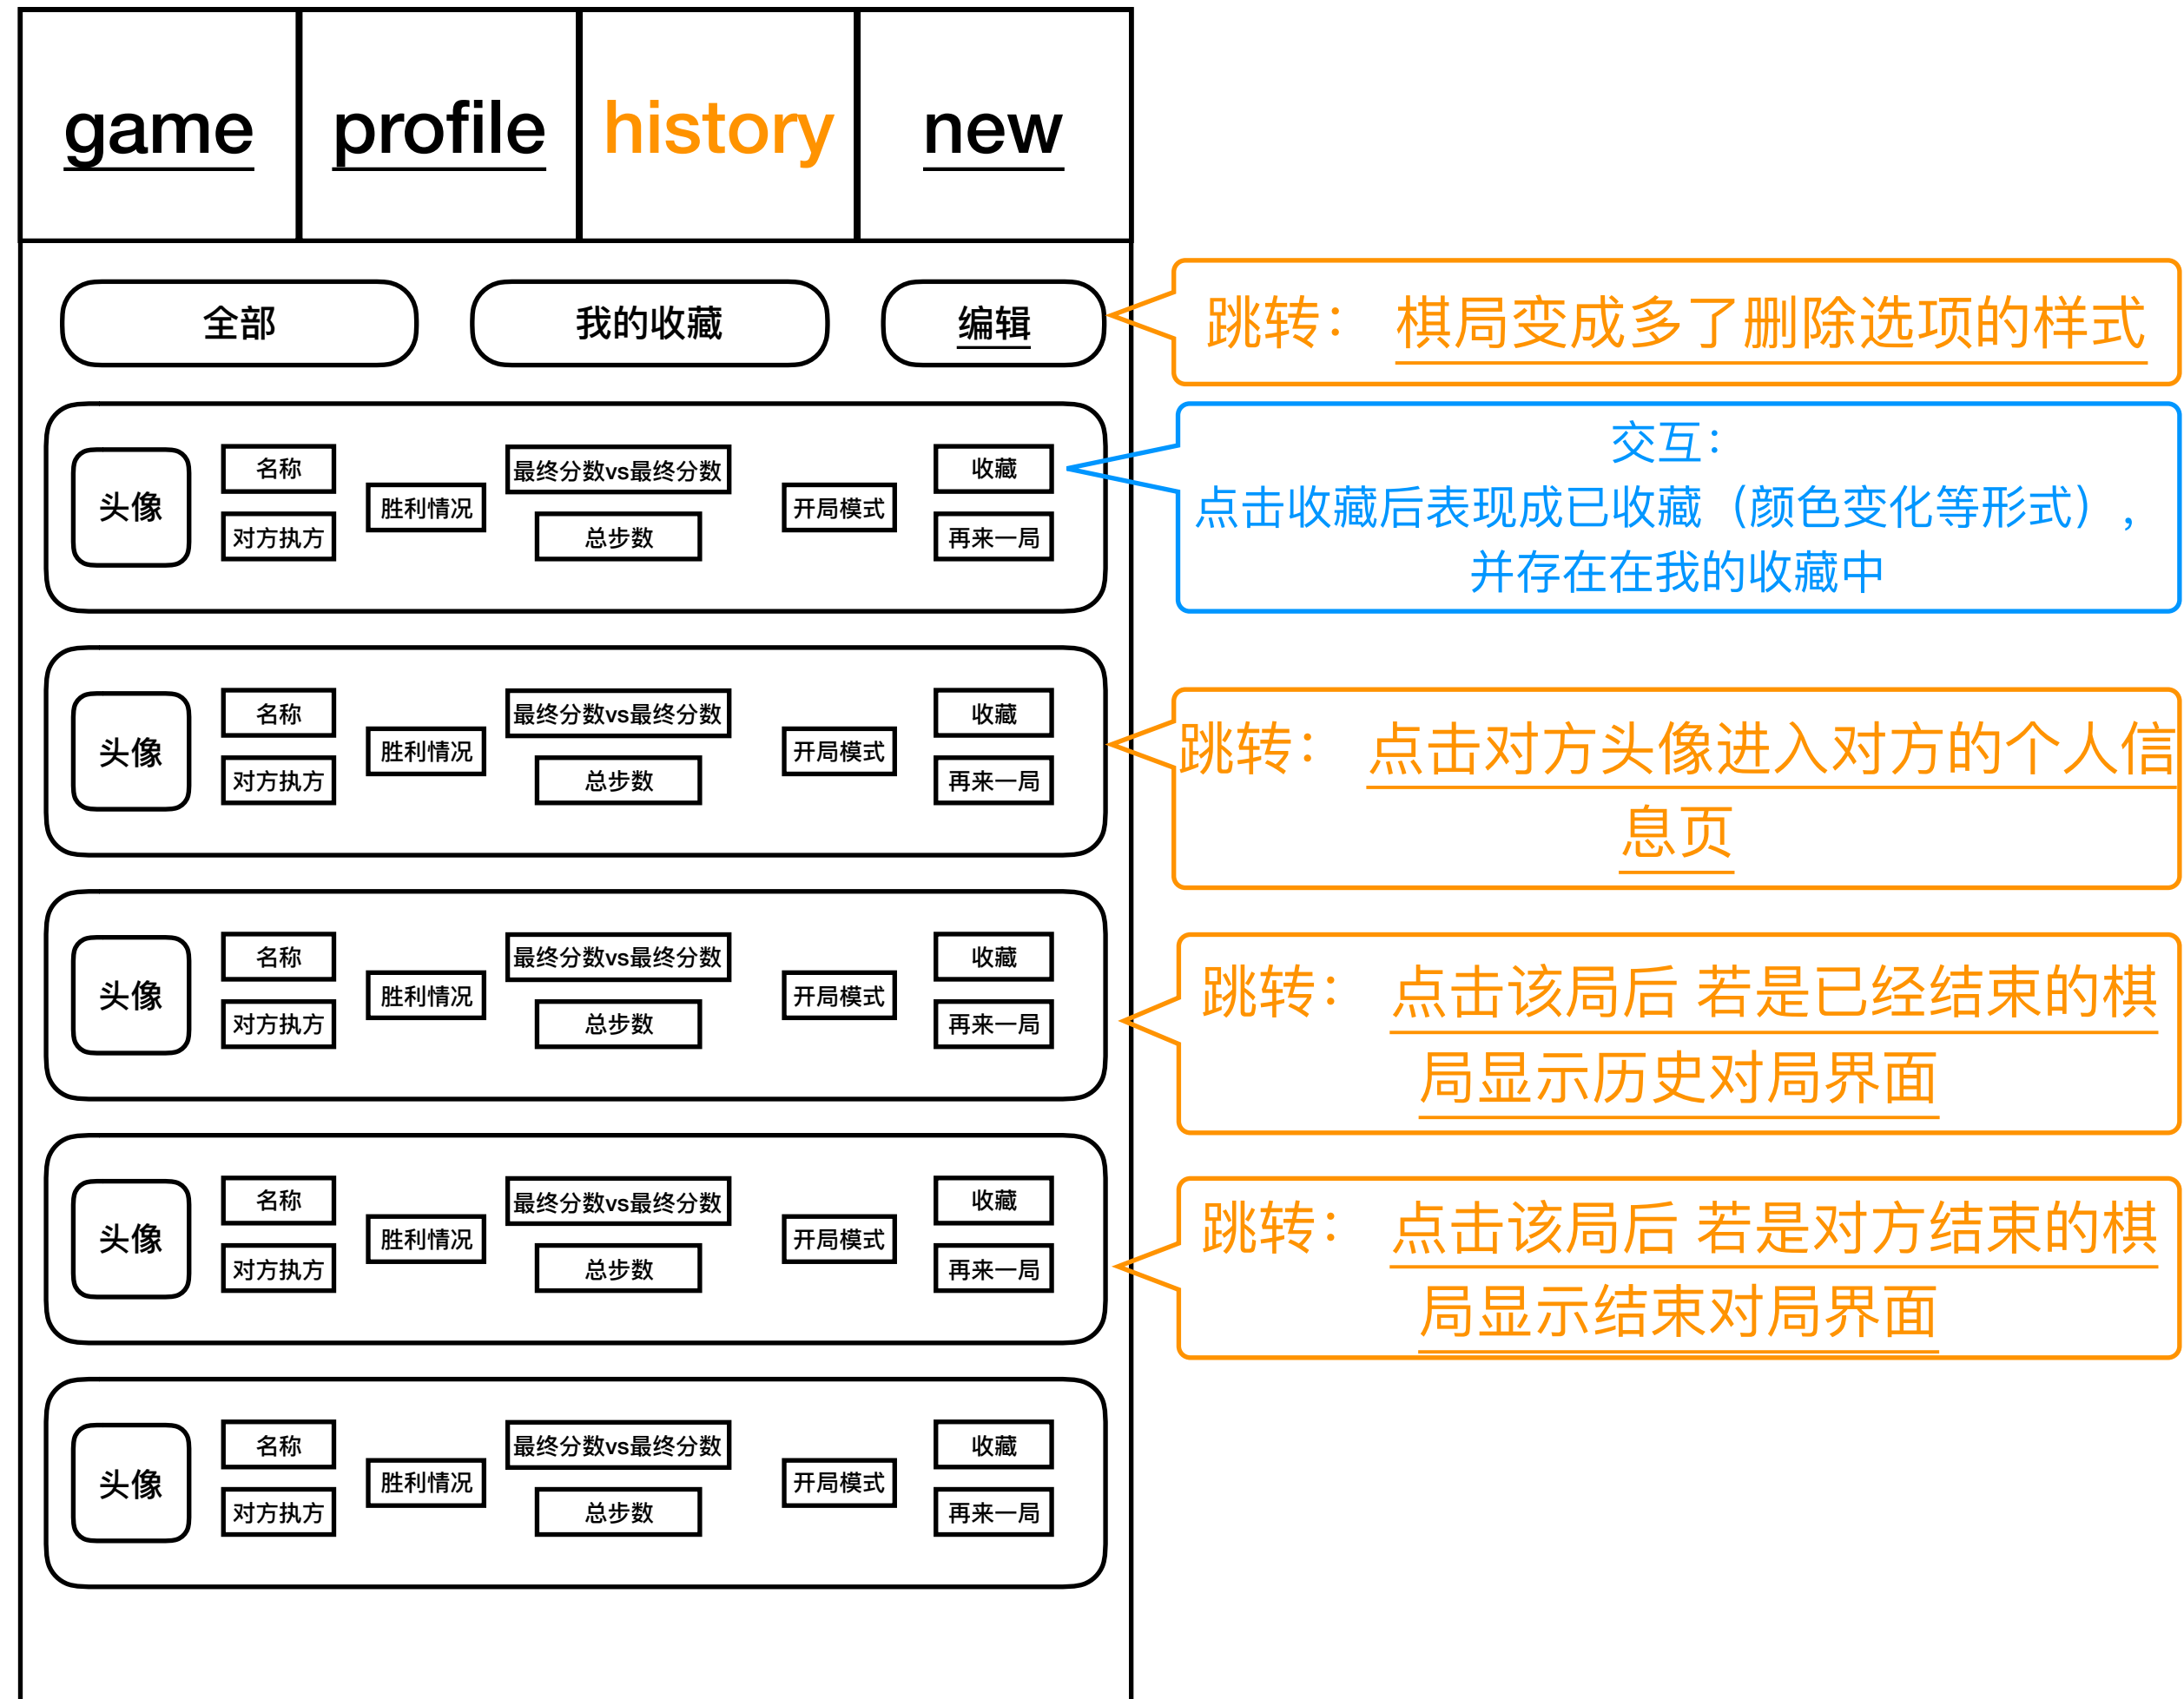 game
profile
history
new
全部
我的收藏
编辑
跳转： 棋局变成多了删除选项的样式
头像
名称
对方执方
胜利情况
最终分数vs最终分数
总步数
开局模式
收藏
再来一局
交互：
点击收藏后表现成已收藏（颜色变化等形式），
并存在在我的收藏中
头像
名称
对方执方
胜利情况
最终分数vs最终分数
总步数
开局模式
收藏
再来一局
跳转： 点击对方头像进入对方的个人信
息页
头像
名称
对方执方
胜利情况
最终分数vs最终分数
总步数
开局模式
收藏
再来一局
跳转： 点击该局后 若是已经结束的棋
局显示历史对局界面
头像
名称
对方执方
胜利情况
最终分数vs最终分数
总步数
开局模式
收藏
再来一局
跳转： 点击该局后 若是对方结束的棋
局显示结束对局界面
头像
名称
对方执方
胜利情况
最终分数vs最终分数
总步数
开局模式
收藏
再来一局